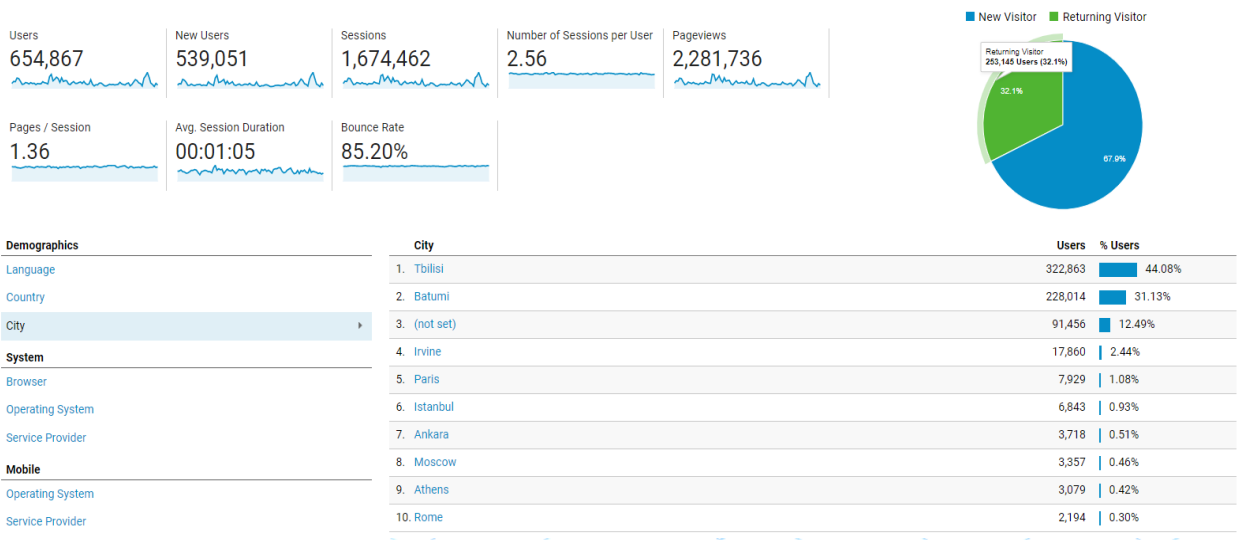 New Visitor Returning Visitor
Users New Users Sessions Number of Sessions per User Pageviews
654,867 539,051 1,674,462 2.56 2,281,736
Returning Visitor
253,145 Users (32.1%)
32.1%
67.9%
Pages / Session Avg. Session Duration Bounce Rate
1.36 00:01:05 85.20%
Demographics
Language
Country
City
System
Browser
Operating System
Service Provider
Mobile
Operating System
Service Provider
City Users % Users
1. Tbilisi 322,863 44.08%
2. Batumi 228,014 31.13%
3. (not set) 91,456 12.49%
4. Irvine 17,860 2.44%
5. Paris 7,929 1.08%
6. Istanbul 6,843 0.93%
7. Ankara 3,718 0.51%
8. Moscow 3,357 0.46%
9. Athens 3,079 0.42%
10. Rome 2,194 0.30%